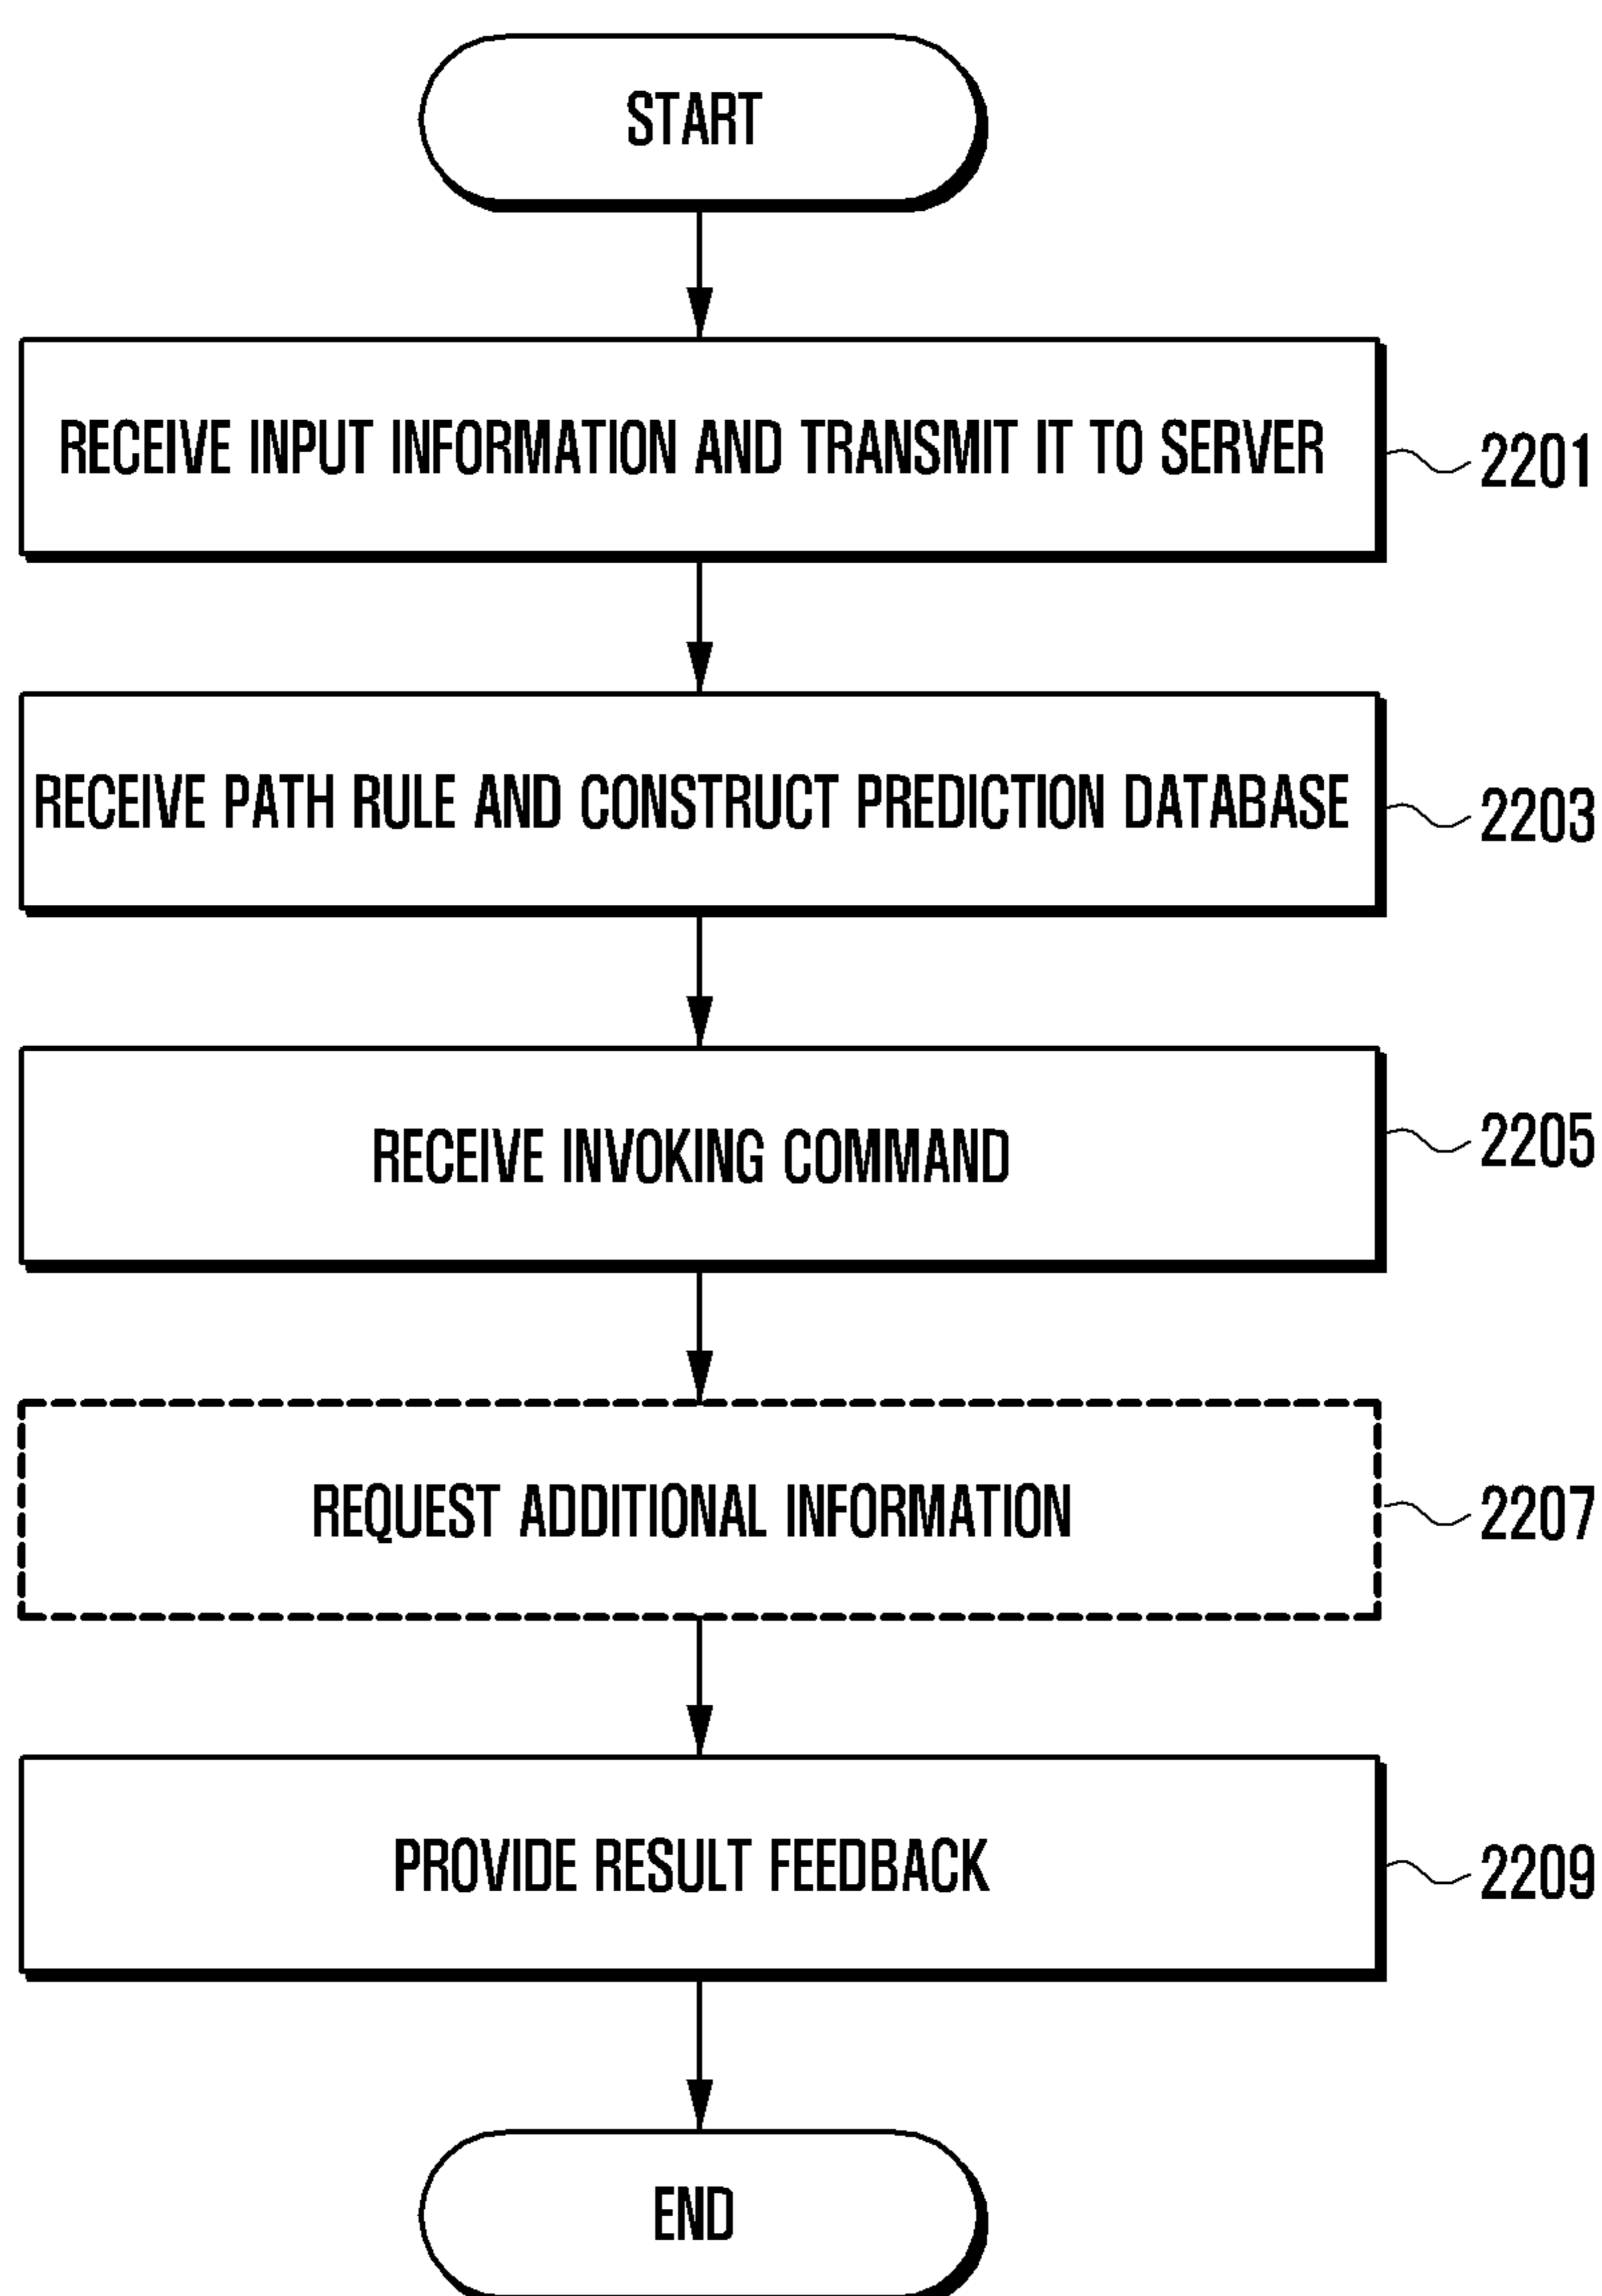 START
RECEIVE INPUT INFORMATION AND TRANSMIT IT TO SERVER
2201
RECEIVE PATH RULE AND CONSTRUCT PREDICTION DATABASE
2203
RECEIVE INVOKING COMMAND
2205
REQUEST ADDITIONAL INFORMATION
2207
PROVIDE RESULT FEEDBACK
2209
END